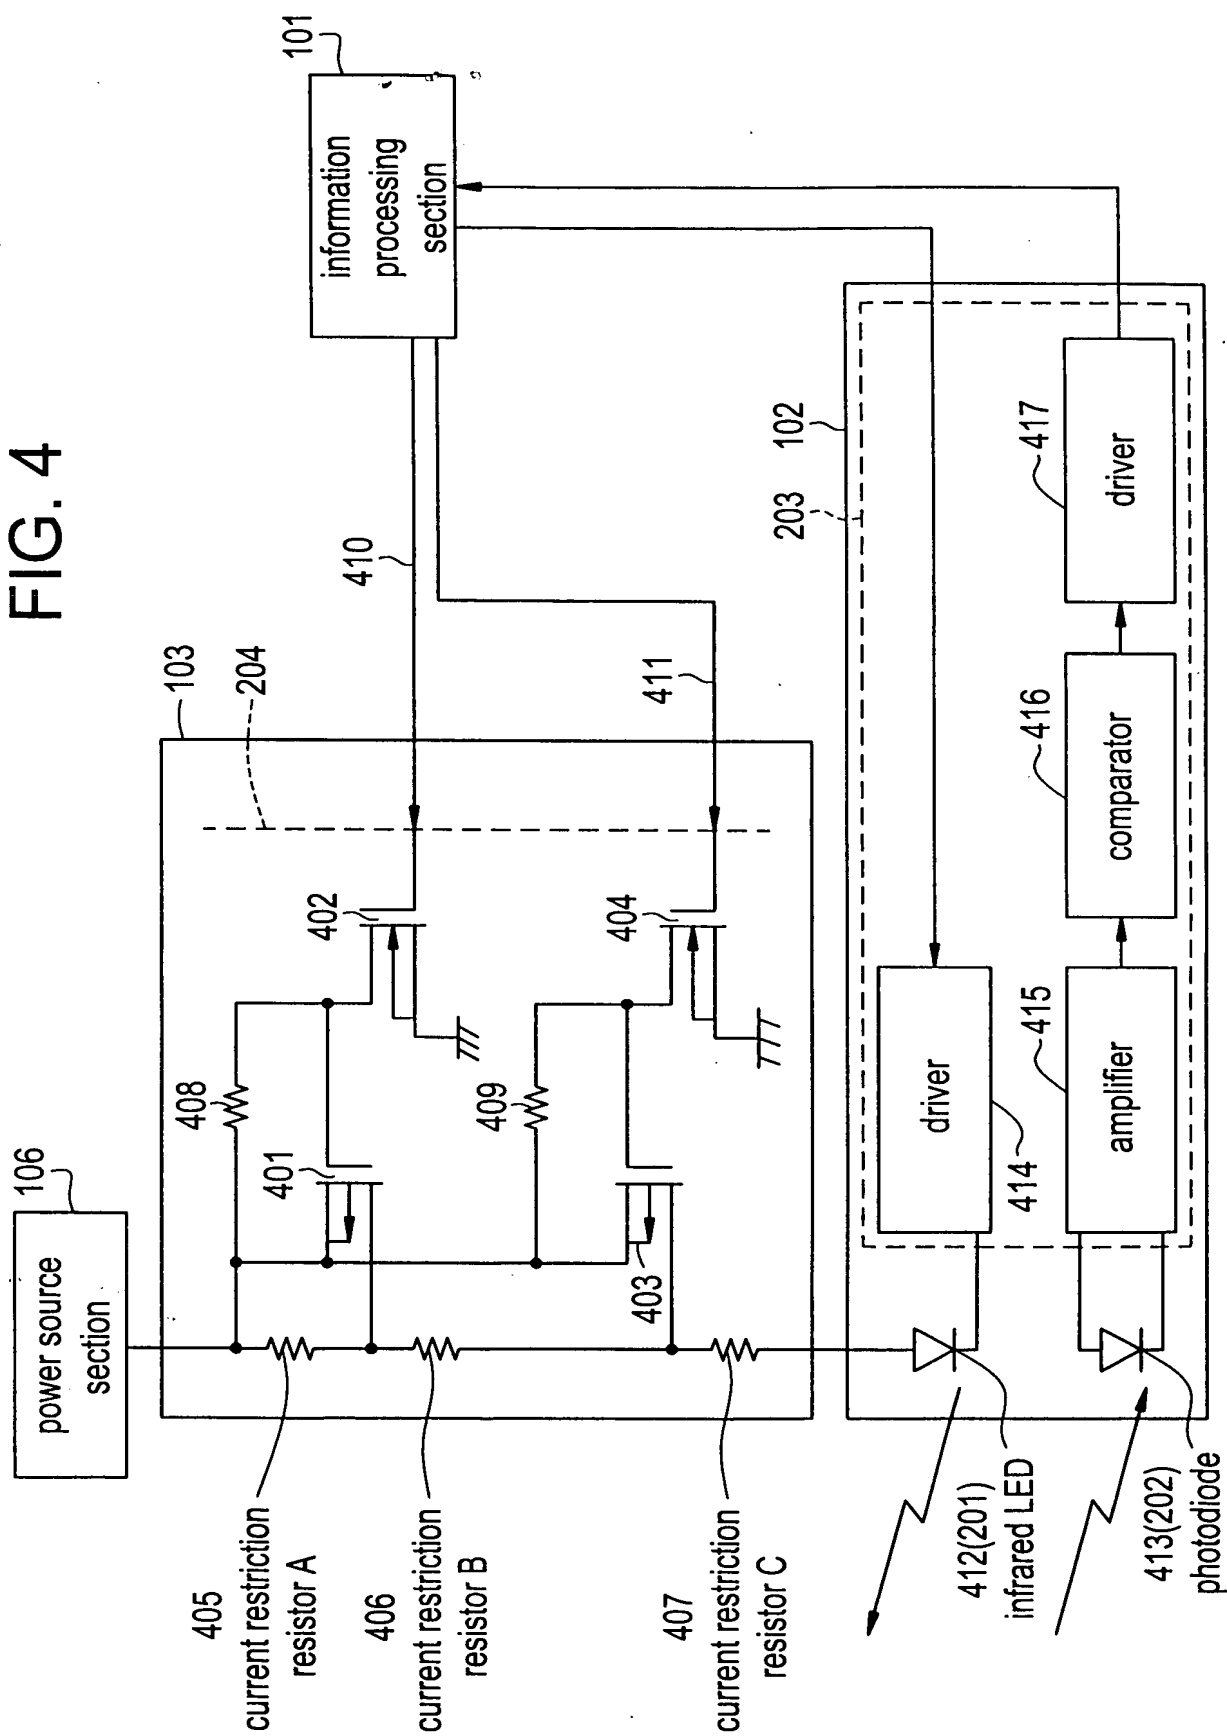 FIG. 4
106
power source
section
103
204
101
information
processing
section
408
401
402
410
409
403
404
411
405
current restriction
resistor A
406
current restriction
resistor B
407
current restriction
resistor C
102
203
driver
414
412(201)
infrared LED
413(202)
photodiode
amplifier
415
comparator
416
driver
417